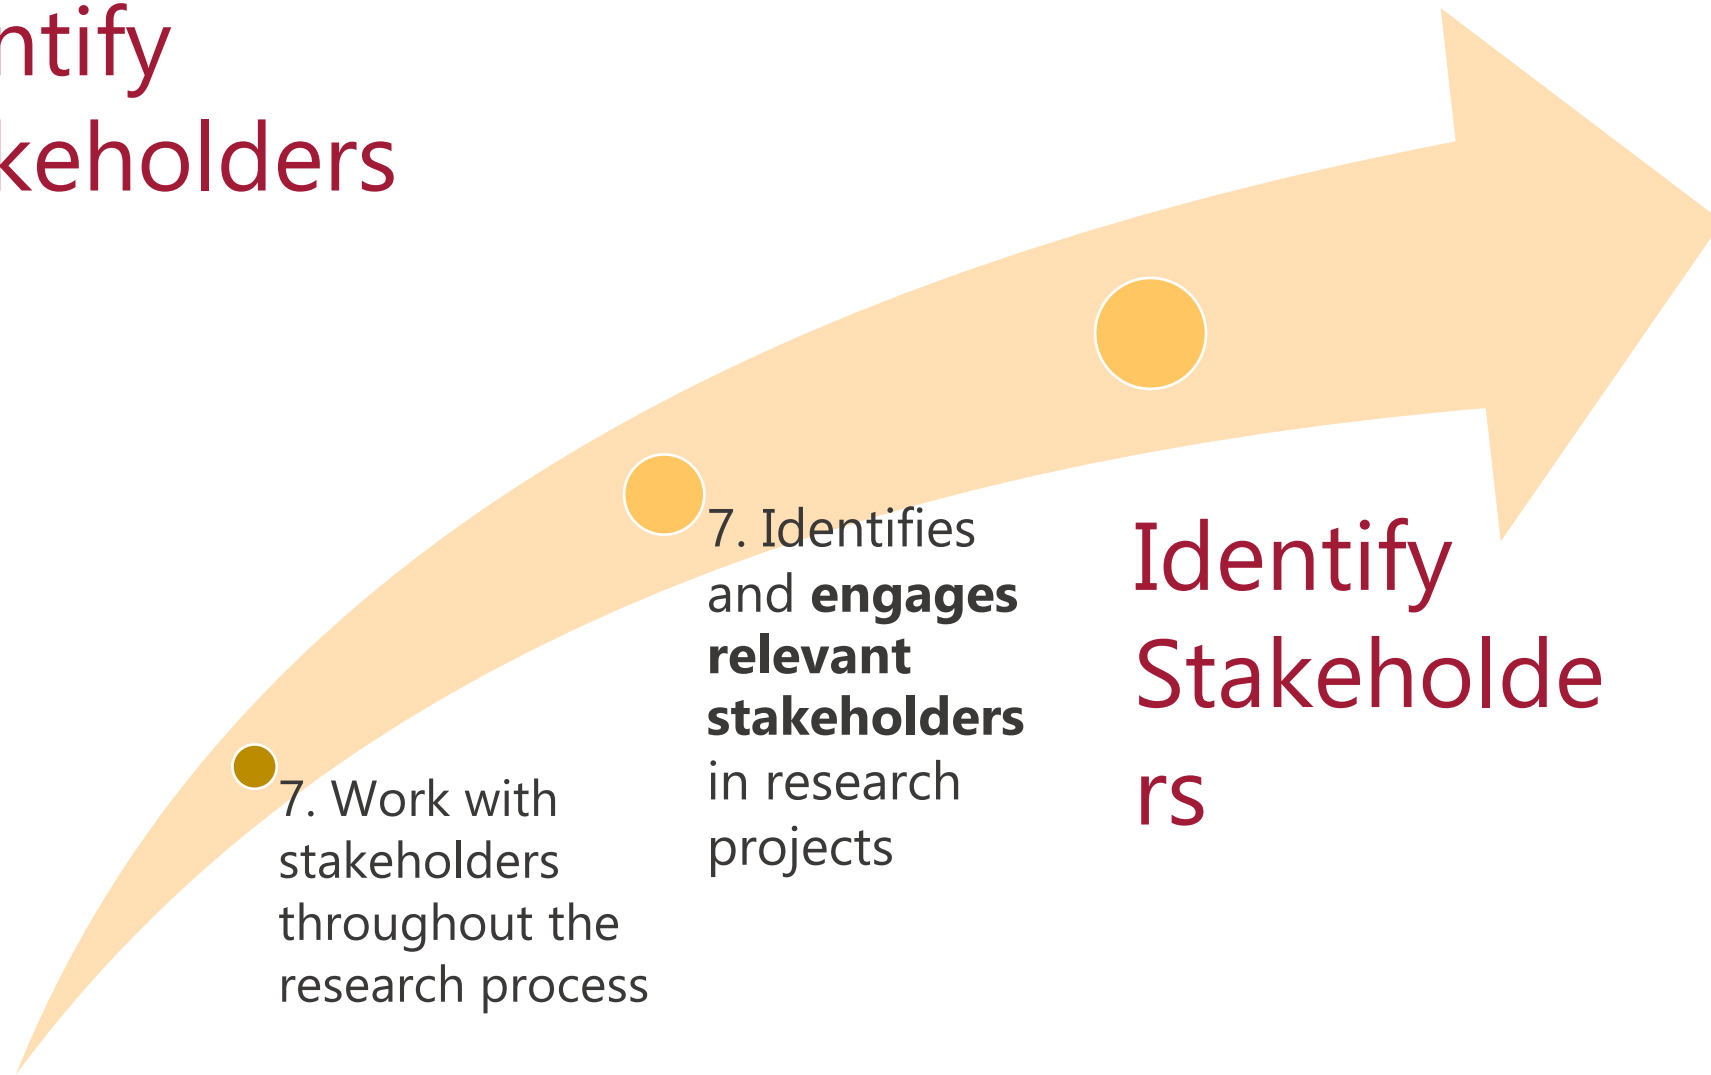 ntify
keholders
7. Work with
stakeholders
throughout the
research process
7. Identifies
and engages
relevant
stakeholders
in research
projects
Identify
Stakeholde
rs